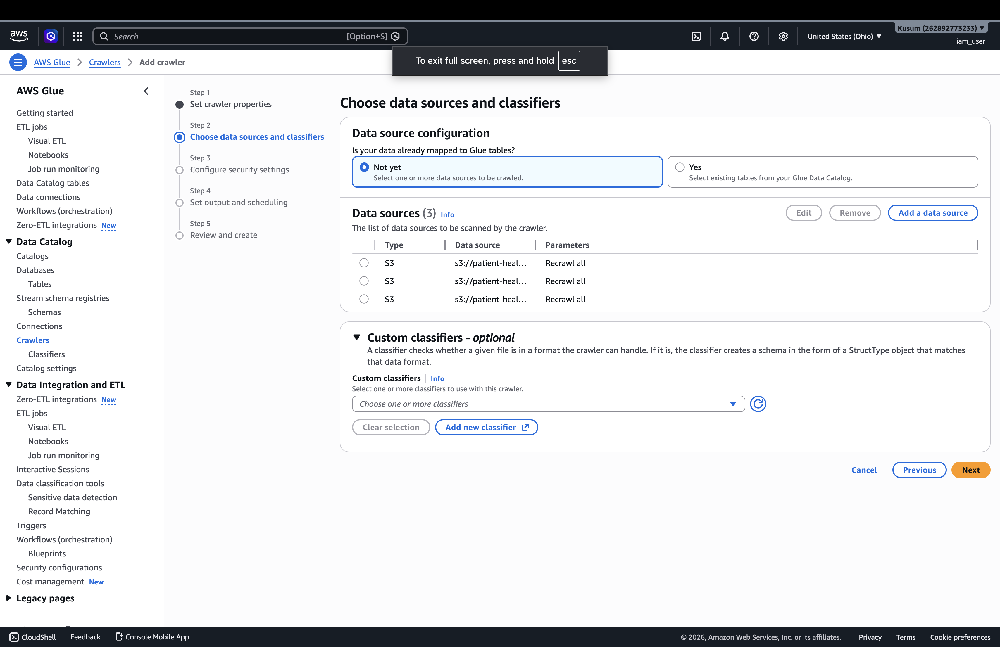 aws
Search [Option+S]
United States (Ohio)
Kusum (262892773233)
iam_user
To exit full screen, press and hold esc
AWS Glue > Crawlers > Add crawler
AWS Glue
Getting started
ETL jobs
Visual ETL
Notebooks
Job run monitoring
Data Catalog tables
Data connections
Workflows (orchestration)
Zero-ETL integrations New
Data Catalog
Catalogs
Databases
Tables
Stream schema registries
Schemas
Connections
Crawlers
Classifiers
Catalog settings
Data Integration and ETL
Zero-ETL integrations New
ETL jobs
Visual ETL
Notebooks
Job run monitoring
Interactive Sessions
Data classification tools
Sensitive data detection
Record Matching
Triggers
Workflows (orchestration)
Blueprints
Security configurations
Cost management New
Legacy pages
Step 1
Set crawler properties
Step 2
Choose data sources and classifiers
Step 3
Configure security settings
Step 4
Set output and scheduling
Step 5
Review and create
Choose data sources and classifiers
Data source configuration
Is your data already mapped to Glue tables?
Not yet
Select one or more data sources to be crawled.
Yes
Select existing tables from your Glue Data Catalog.
Data sources (3) Info
Edit Remove Add a data source
The list of data sources to be scanned by the crawler.
Type Data source Parameters
S3 s3://patient-heal... Recrawl all
S3 s3://patient-heal... Recrawl all
S3 s3://patient-heal... Recrawl all
Custom classifiers - optional
A classifier checks whether a given file is in a format the crawler can handle. If it is, the classifier creates a schema in the form of a StructType object that matches
that data format.
Custom classifiers Info
Select one or more classifiers to use with this crawler.
Choose one or more classifiers
Clear selection Add new classifier
Cancel Previous Next
CloudShell Feedback Console Mobile App © 2026, Amazon Web Services, Inc. or its affiliates. Privacy Terms Cookie preferences